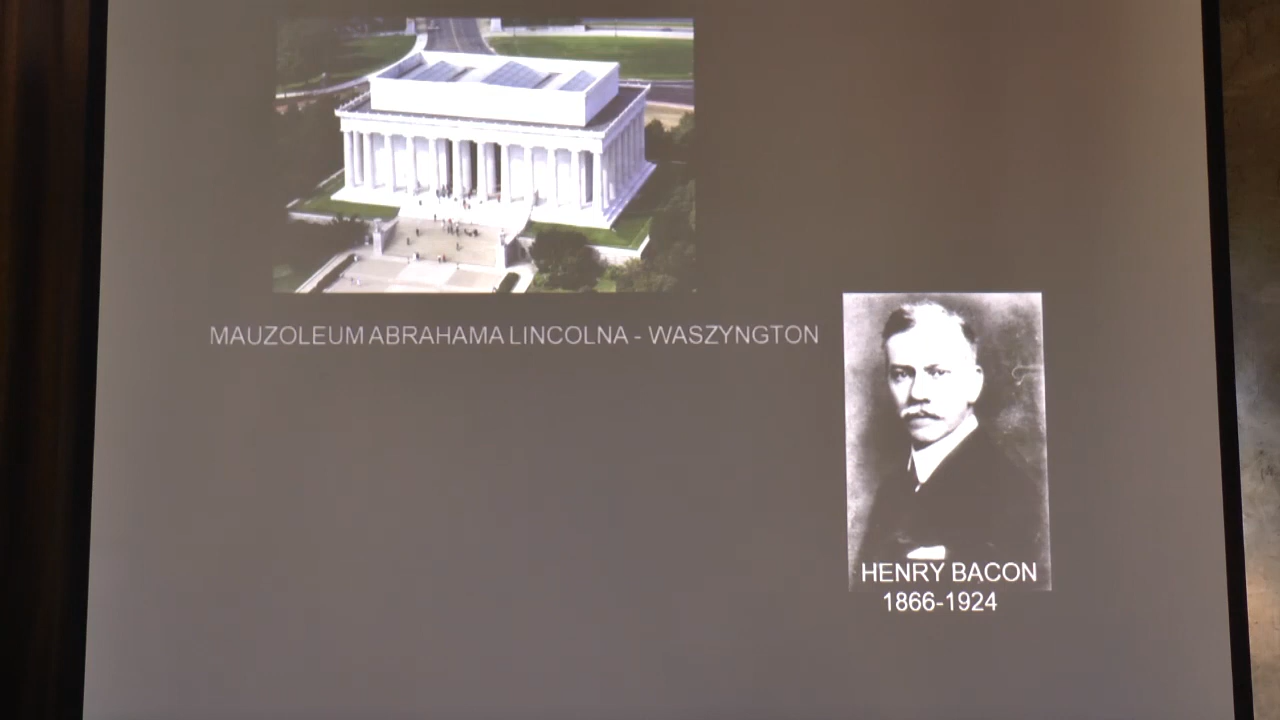 MAUZOLEUM ABRAHAMA LINCOLNA - WASZYNGTON
HENRY BACON
1866-1924